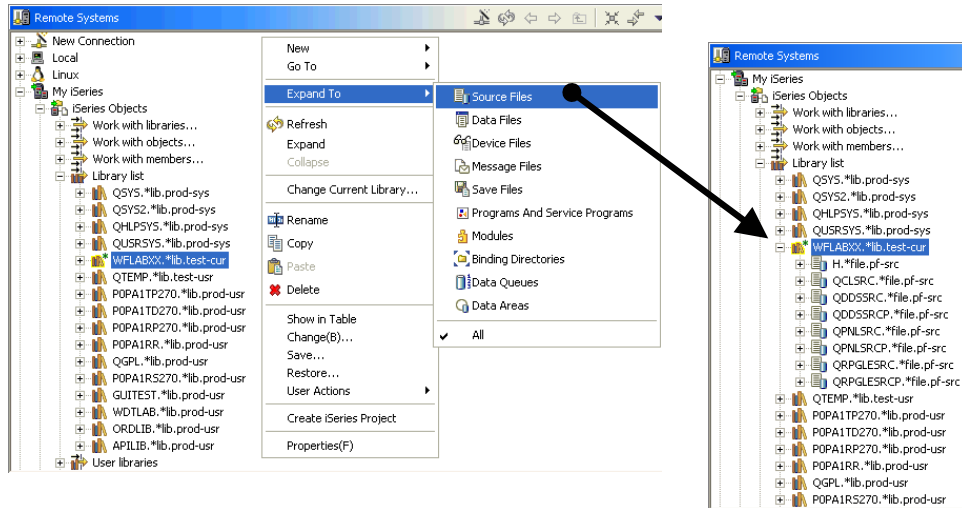 Remote Systems
New Connection
Local
Linux
My iSeries
iSeries Objects
Work with libraries...
Work with objects...
Work with members...
Library list
QSYS.*lib.prod-sys
QSYS2.*lib.prod-sys
QHLPSYS.*lib.prod-sys
QUSRSYS.*lib.prod-sys
WFLABXX.*lib.test-cur
QTEMP.*lib.test-usr
P0PA1TP270.*lib.prod-usr
P0PA1TD270.*lib.prod-usr
P0PA1RP270.*lib.prod-usr
P0PA1RR.*lib.prod-usr
QGPL.*lib.prod-usr
P0PA1RS270.*lib.prod-usr
GUITEST.*lib.prod-usr
WDTLAB.*lib.prod-usr
ORDLIB.*lib.prod-usr
APILIB.*lib.prod-usr
User libraries
New
Go To
Expand To
Refresh
Expand
Collapse
Change Current Library...
Rename
Copy
Paste
Delete
Show in Table
Change(B)...
Save...
Restore...
User Actions
Create iSeries Project
Properties(F)
Source Files
Data Files
Device Files
Message Files
Save Files
Programs And Service Programs
Modules
Binding Directories
Data Queues
Data Areas
All
Remote Systems
My iSeries
iSeries Objects
Work with libraries...
Work with objects...
Work with members...
Library list
QSYS.*lib.prod-sys
QSYS2.*lib.prod-sys
QHLPSYS.*lib.prod-sys
QUSRSYS.*lib.prod-sys
WFLABXX.*lib.test-cur
H.*file.pf-src
QCLSRC.*file.pf-src
QDDSSRC.*file.pf-src
QDDSSRCP.*file.pf-src
QPNLSRC.*file.pf-src
QPNLSRCP.*file.pf-src
QRPGLESRC.*file.pf-src
QRPGLESRCP.*file.pf-src
QTEMP.*lib.test-usr
P0PA1TP270.*lib.prod-usr
P0PA1TD270.*lib.prod-usr
P0PA1RP270.*lib.prod-usr
P0PA1RR.*lib.prod-usr
QGPL.*lib.prod-usr
P0PA1RS270.*lib.prod-usr